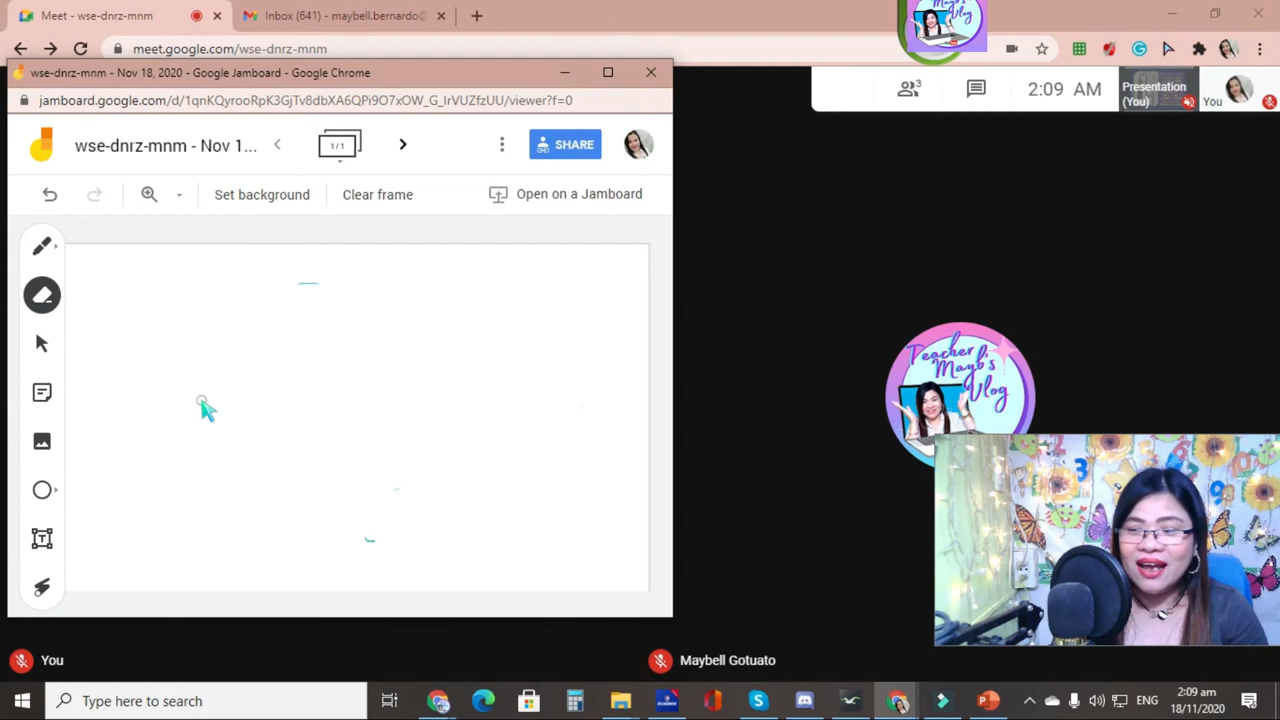 Meet - wse-dnrz-mnm
Inbox (641) - maybell.bernardo@
meet.google.com/wse-dnrz-mnm
wse-dnrz-mnm - Nov 18, 2020 - Google Jamboard - Google Chrome
jamboard.google.com/d/1qnKQyrooRpK3GjTv8dbXA6QPi9O7xOW_G_lrVUZfzUU/viewer?f=0
3
2:09 AM
Presentation
(You)
You
wse-dnrz-mnm - Nov 1...
1/1
SHARE
Set background
Clear frame
Open on a Jamboard
Teacher
Mayb's
Vlog
You
Maybell Gotuato
Type here to search
ENG
2:09 am
18/11/2020